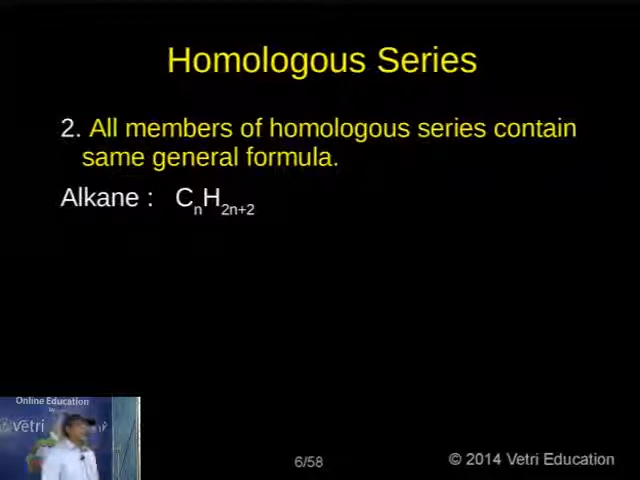 Homologous Series
2. All members of homologous series contain
same general formula.
Alkane : CnH2n+2
Online Education
by
vetri
6/58
© 2014 Vetri Education